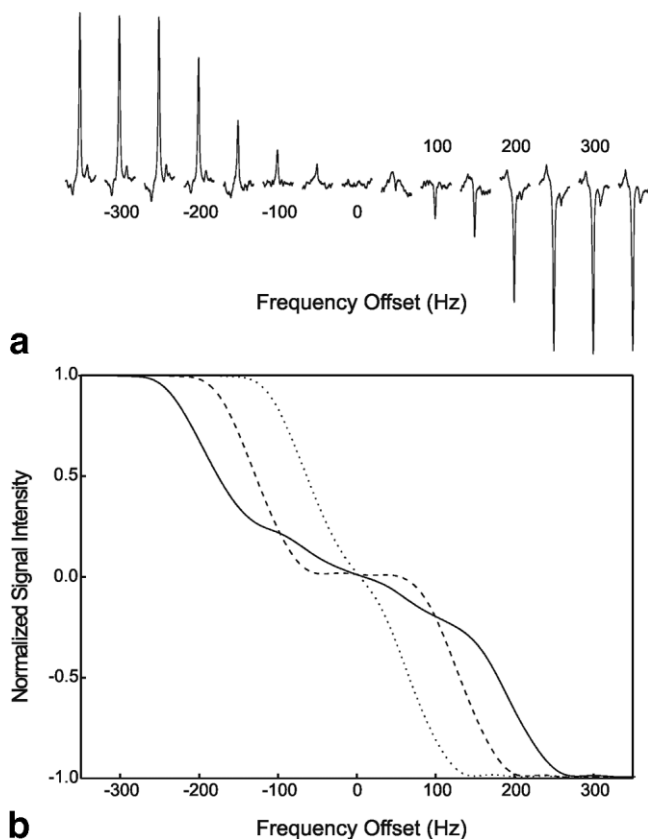 100 200 300
-300 -200 -100 0
Frequency Offset (Hz)
a
1.0
0.5
0.0
-0.5
-1.0
Normalized Signal Intensity
-300 -200 -100 0 100 200 300
b
Frequency Offset (Hz)